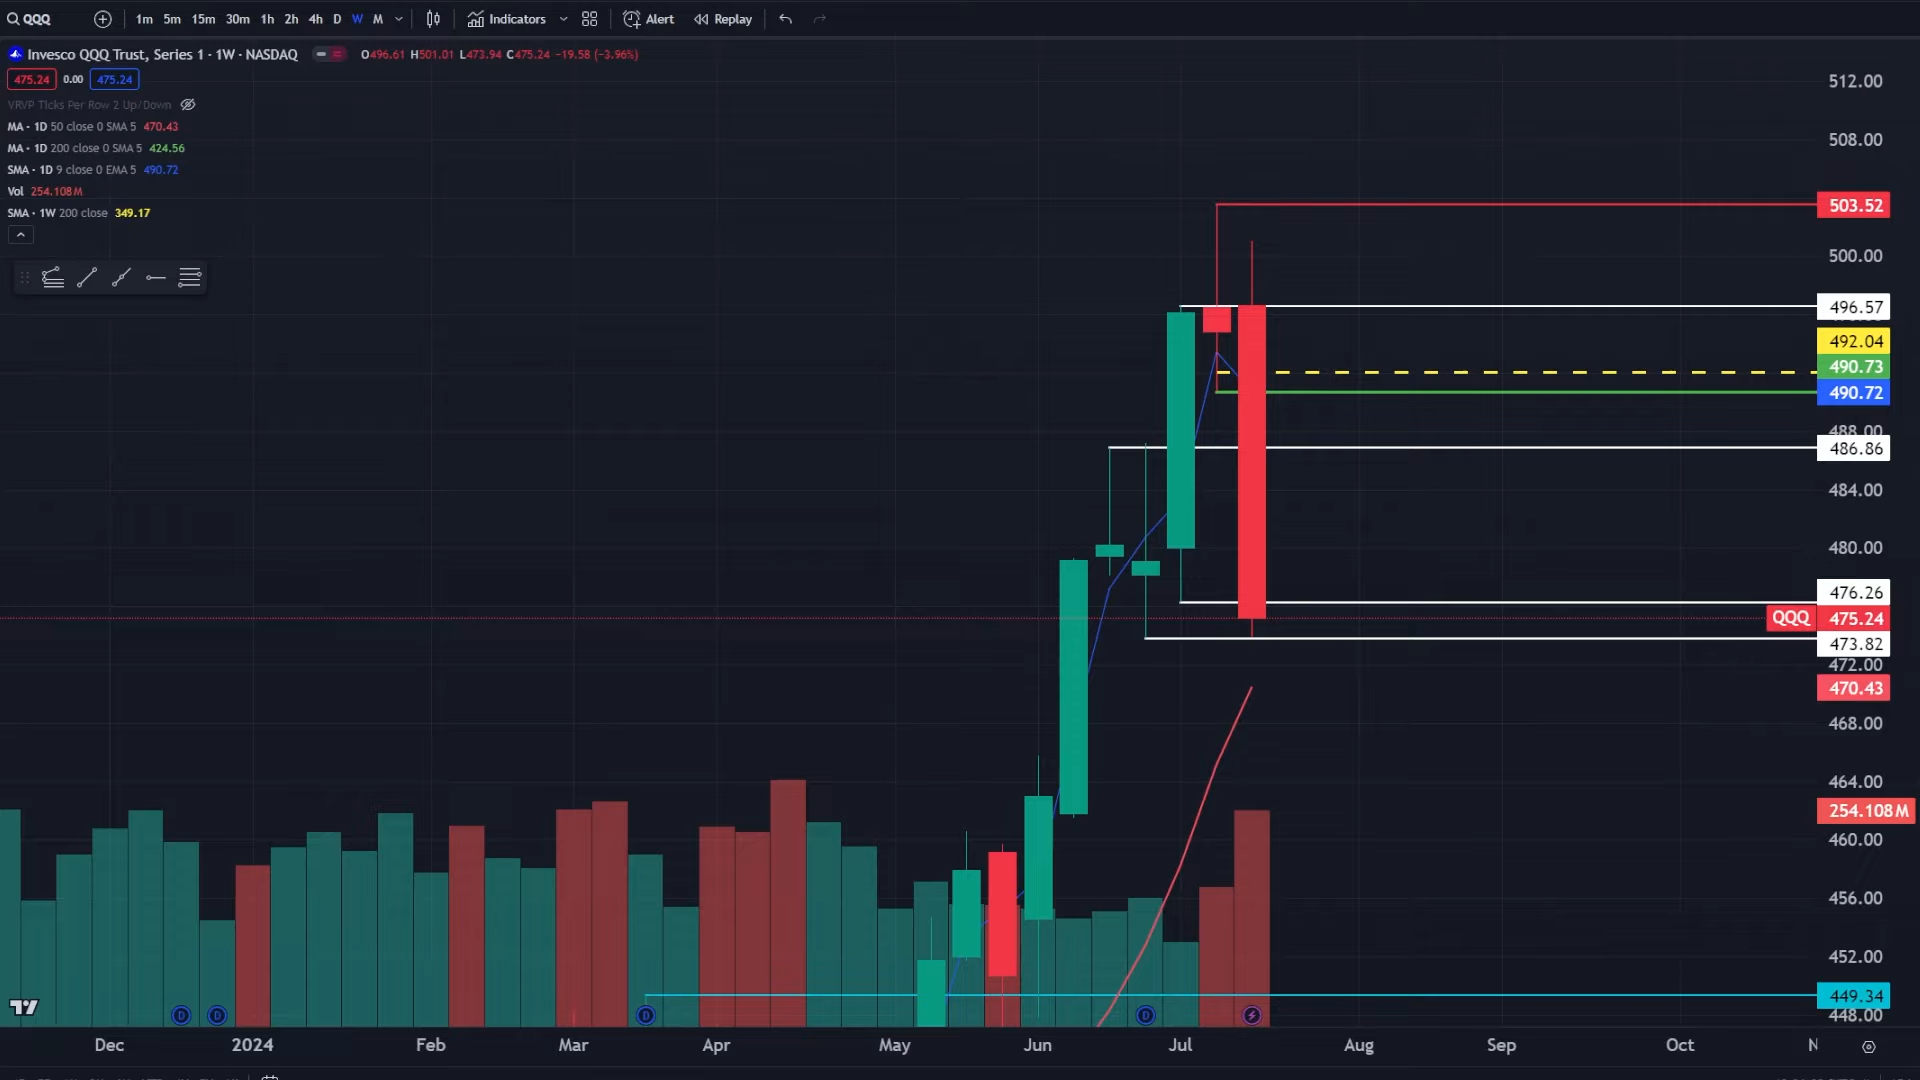 QQQ 1m 5m 15m 30m 1h 2h 4h D W M Indicators Alert Replay
Invesco QQQ Trust, Series 1 · 1W · NASDAQ O496.61 H501.01 L473.94 C475.24 −19.58 (−3.96%)
475.24 0.00 475.24
VRVP Ticks Per Row 2 Up/Down
MA · 1D 50 close 0 SMA 5 470.43
MA · 1D 200 close 0 SMA 5 424.56
SMA · 1D 9 close 0 EMA 5 490.72
Vol 254.108M
SMA · 1W 200 close 349.17
512.00
508.00
503.52
500.00
496.57
492.04
490.73
490.72
488.00
486.86
484.00
480.00
476.26
QQQ 475.24
473.82
472.00
470.43
468.00
464.00
254.108M
460.00
456.00
452.00
449.34
448.00
D D D D
Dec 2024 Feb Mar Apr May Jun Jul Aug Sep Oct N